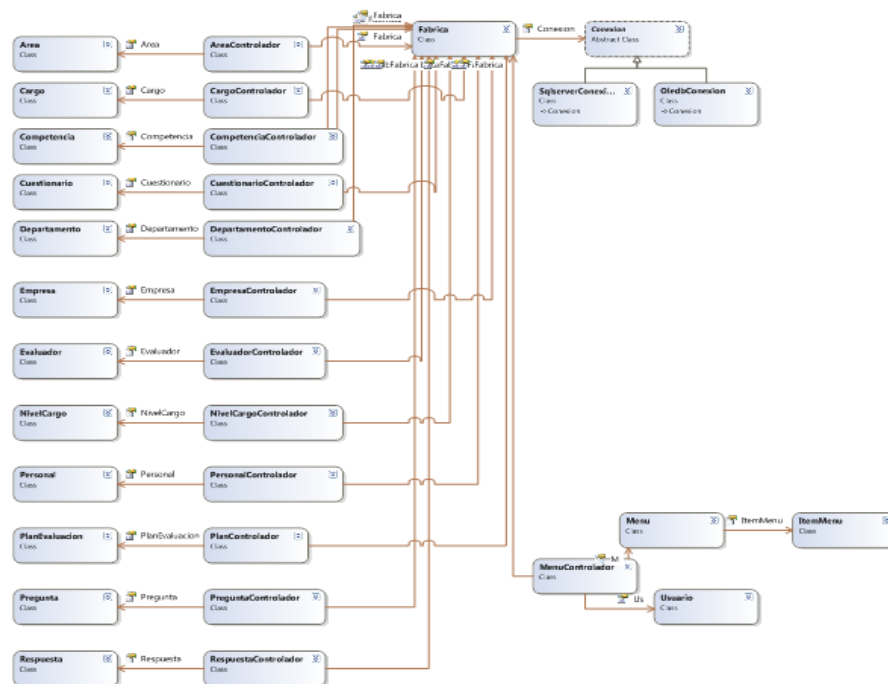 Fabrica
Fabrica
Class
Conexion
Conexion
Abstract Class
Area
Class
Area
AreaControlador
Class
Fabrica
Cargo
Class
Cargo
CargoControlador
Class
SqlserverConexi...
Class
Conexion
OledbConexion
Class
Conexion
Competencia
Class
Competencia
CompetenciaControlador
Class
Cuestionario
Class
Cuestionario
CuestionarioControlador
Class
Departamento
Class
Departamento
DepartamentoControlador
Class
Empresa
Class
Empresa
EmpresaControlador
Class
Evaluador
Class
Evaluador
EvaluadorControlador
Class
NivelCargo
Class
NivelCargo
NivelCargoControlador
Class
Personal
Class
Personal
PersonalControlador
Class
Menu
Class
ItemMenu
ItemMenu
Class
PlanEvaluacion
Class
PlanEvaluacion
PlanControlador
Class
MenuControlador
Class
Pregunta
Class
Pregunta
PreguntaControlador
Class
Us
Usuario
Class
Respuesta
Class
Respuesta
RespuestaControlador
Class